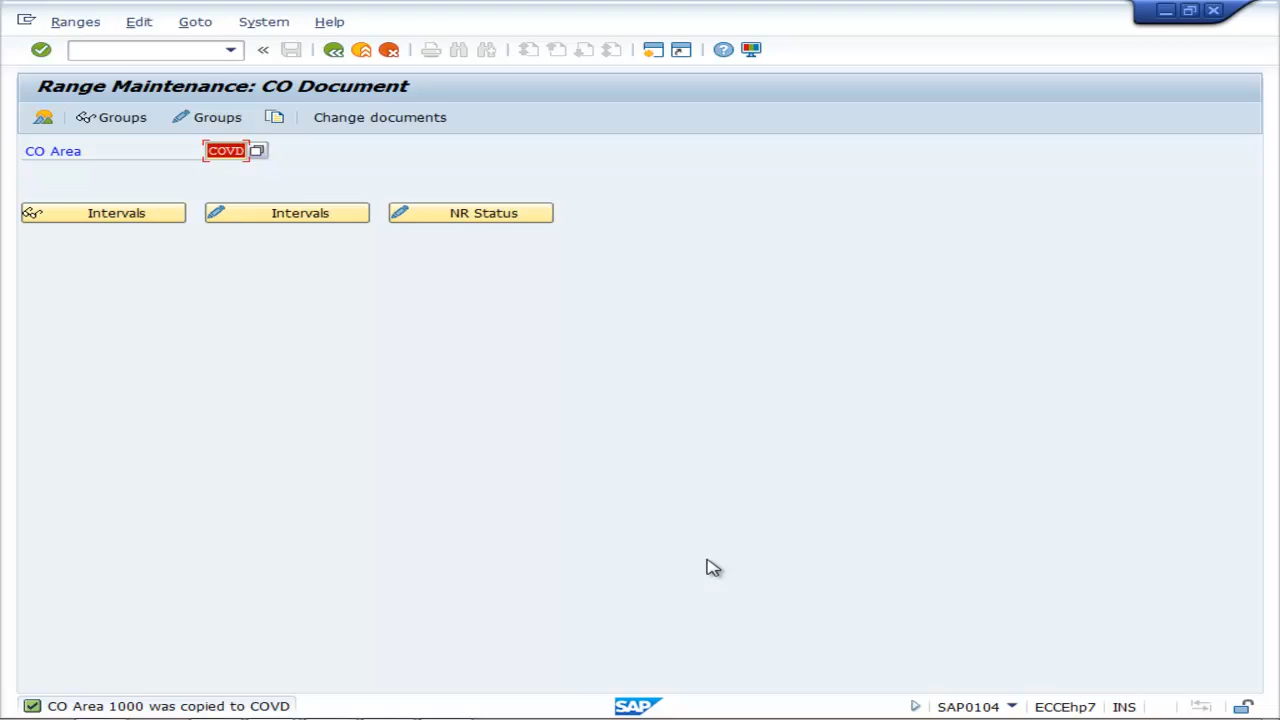 Ranges Edit Goto System Help
Range Maintenance: CO Document
Groups Groups Change documents
CO Area COVD
Intervals Intervals NR Status
CO Area 1000 was copied to COVD SAP SAP0104 ECCEhp7 INS